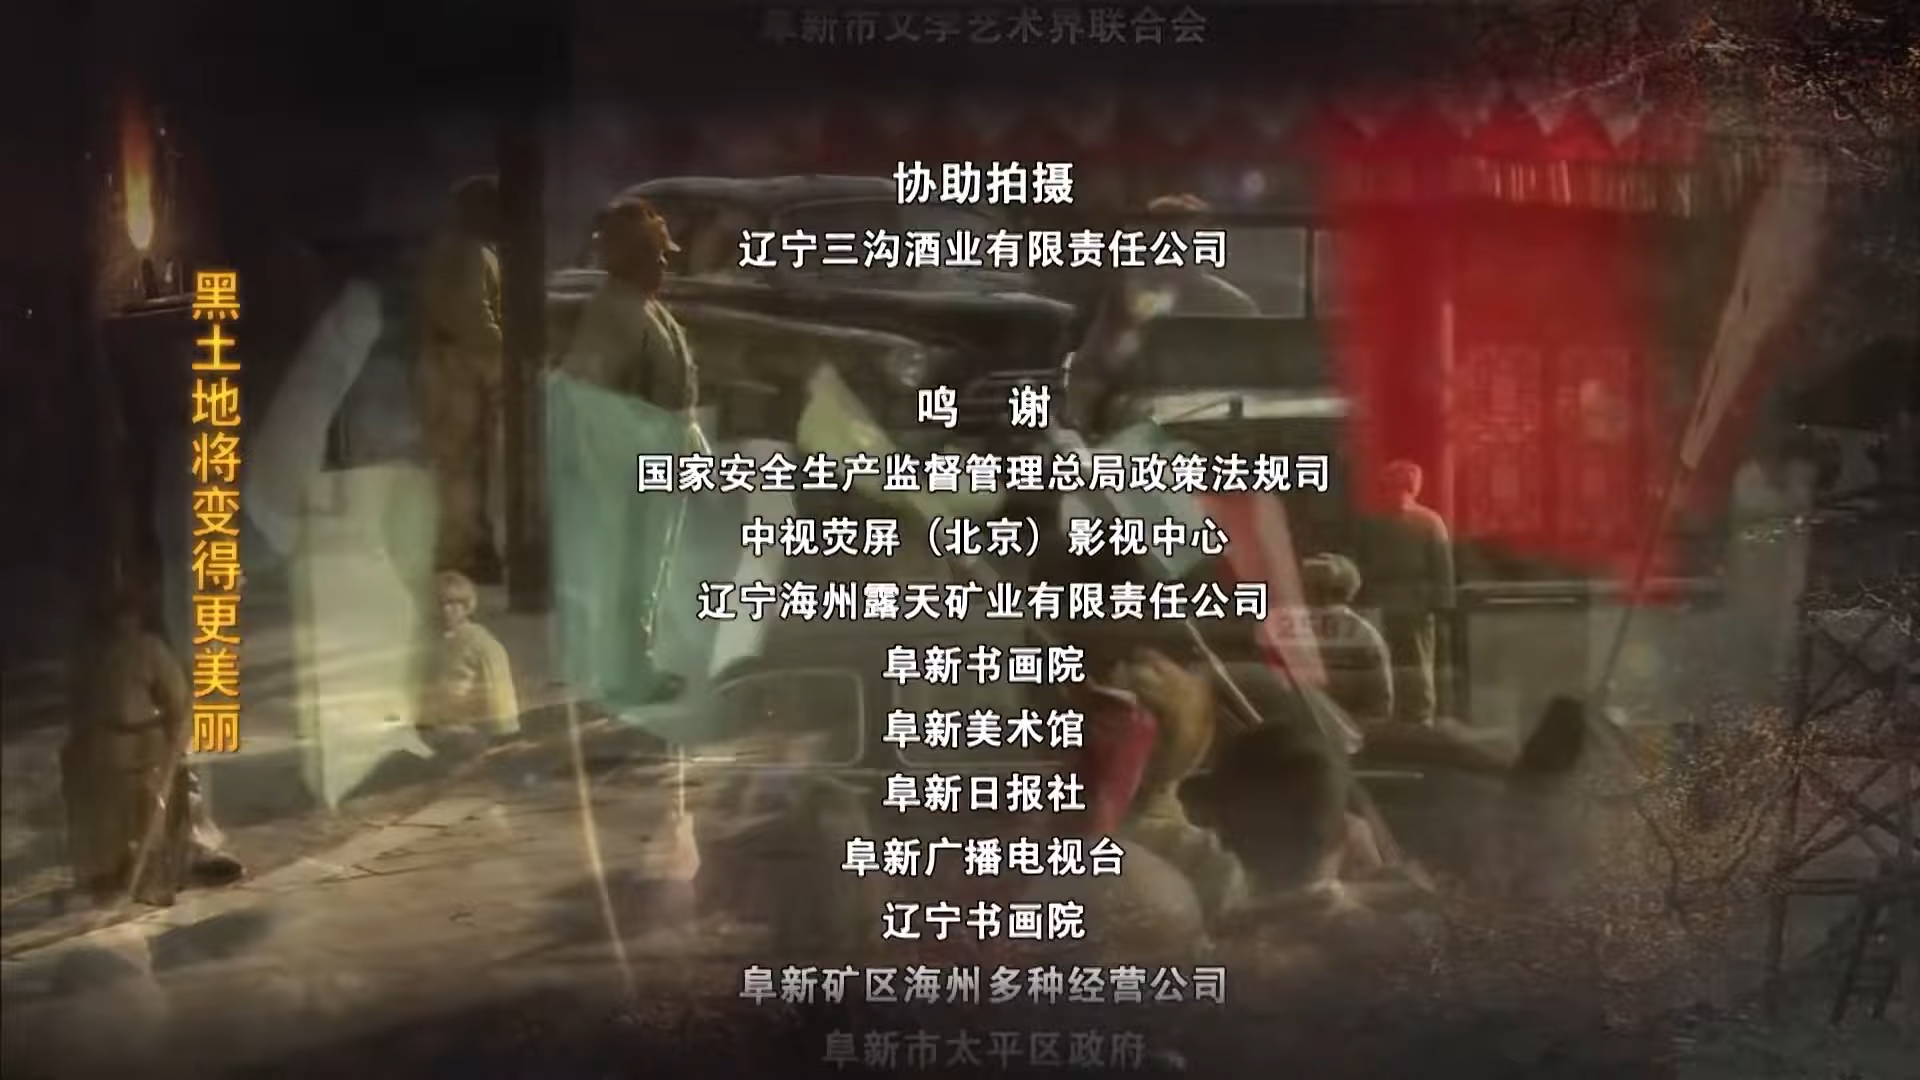 阜新市文学艺术界联合会
协助拍摄
辽宁三沟酒业有限责任公司
黑土地将变得更美丽
鸣 谢
国家安全生产监督管理总局政策法规司
中视荧屏（北京）影视中心
辽宁海州露天矿业有限责任公司
阜新书画院
阜新美术馆
阜新日报社
阜新广播电视台
辽宁书画院
阜新矿区海州多种经营公司
阜新市太平区政府